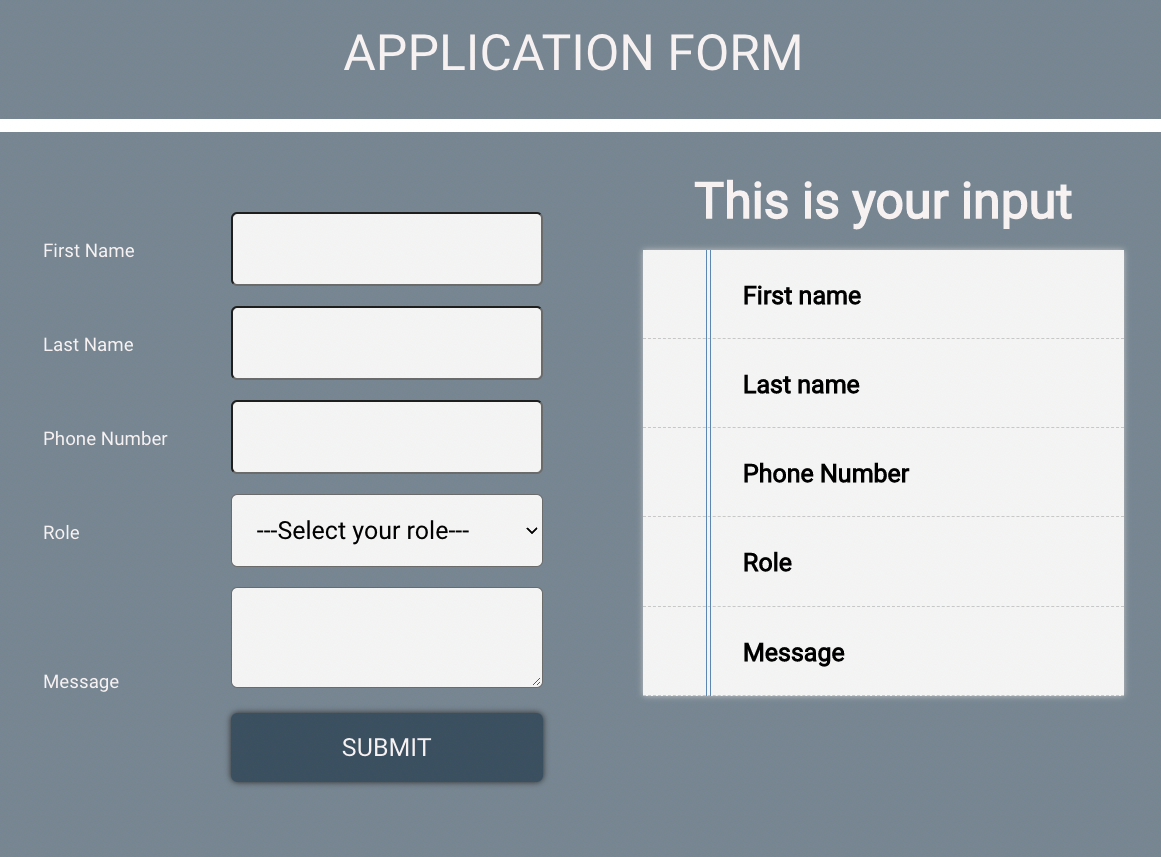 APPLICATION FORM
First Name
Last Name
Phone Number
Role
---Select your role---
Message
SUBMIT
This is your input
First name
Last name
Phone Number
Role
Message